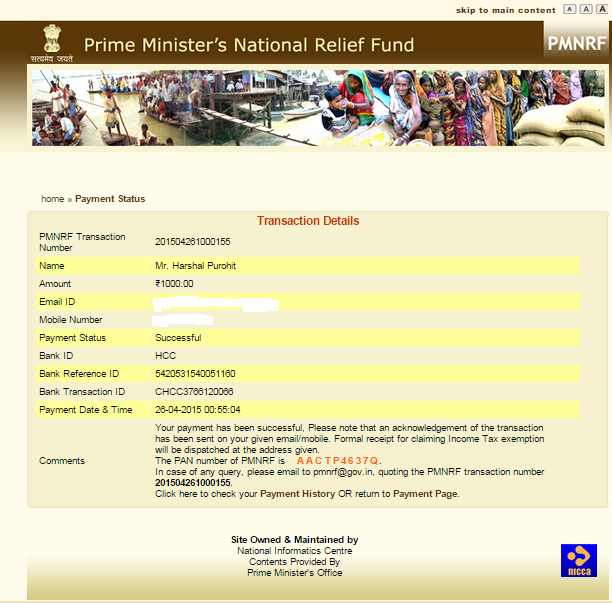 skip to main content A A A
Prime Minister's National Relief Fund
PMNRF
सत्यमेव जयते
home » Payment Status
Transaction Details
PMNRF Transaction Number 201504261000155
Name Mr. Harshal Purohit
Amount ₹1000.00
Email ID
Mobile Number
Payment Status Successful
Bank ID HCC
Bank Reference ID 5420531540051160
Bank Transaction ID CHCC3766120066
Payment Date & Time 26-04-2015 00:55:04
Comments
Your payment has been successful, Please note that an acknowledgement of the transaction
has been sent on your given email/mobile. Formal receipt for claiming Income Tax exemption
will be dispatched at the address given.
The PAN number of PMNRF is AACTP4637Q.
In case of any query, please email to pmnrf@gov.in, quoting the PMNRF transaction number
201504261000155.
Click here to check your Payment History OR return to Payment Page.
Site Owned & Maintained by
National Informatics Centre
Contents Provided By
Prime Minister's Office
nicca